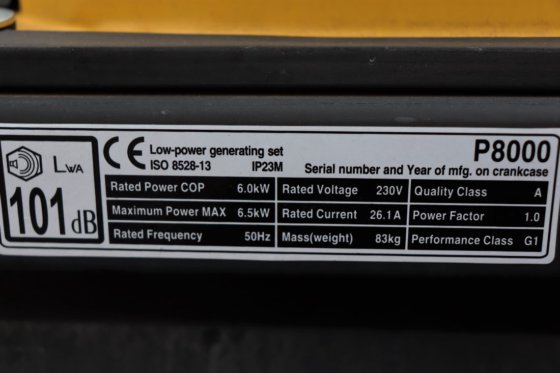 LWA
101 dB
CE Low-power generating set
ISO 8528-13 IP23M
P8000
Serial number and Year of mfg. on crankcase
Rated Power COP 6.0kW Rated Voltage 230V Quality Class A
Maximum Power MAX 6.5kW Rated Current 26.1A Power Factor 1.0
Rated Frequency 50Hz Mass(weight) 83kg Performance Class G1